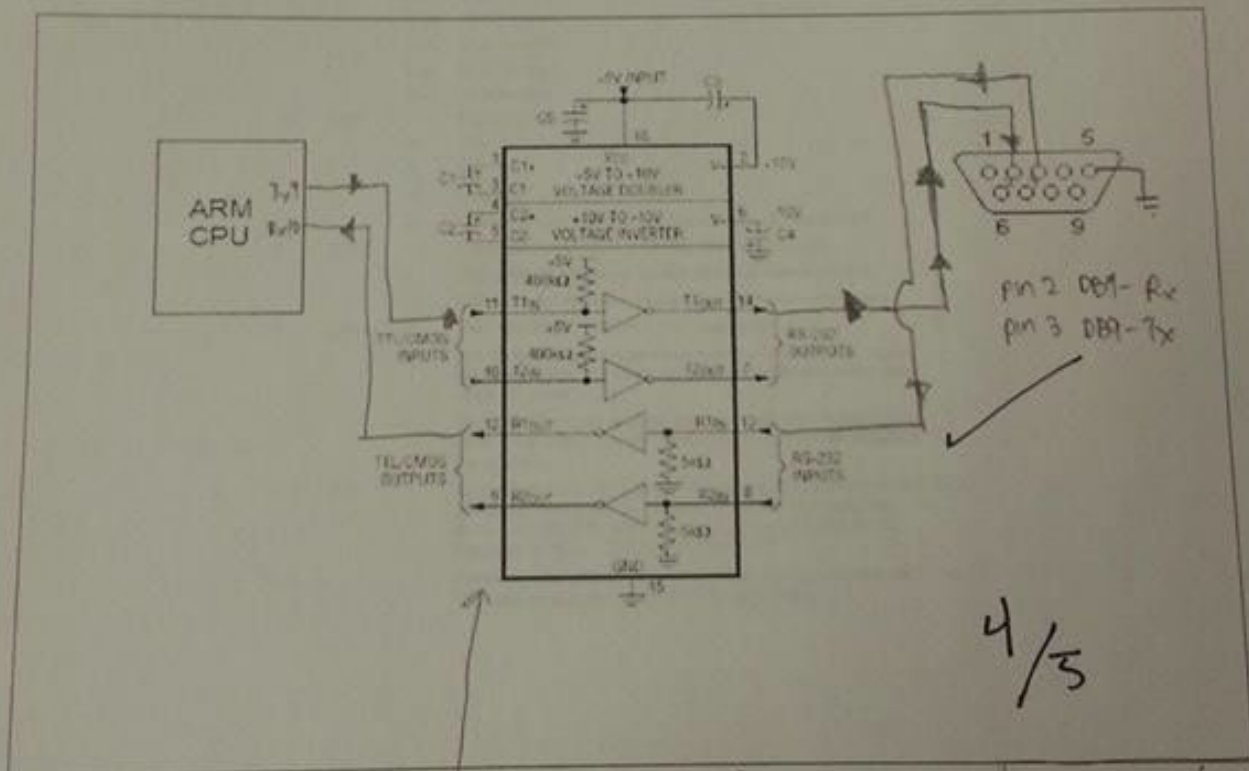 +5V INPUT
C3
C5
16
VCC
1
C1+
+5V TO +10V
VOLTAGE DOUBLER
V+
2
+10V
C1
3
C1-
4
C2+
+10V TO -10V
VOLTAGE INVERTER
V-
6
-10V
C2
5
C2-
C4
ARM
CPU
1
5
6
9
pin 2 DB9- Rx
pin 3 DB9- Tx
+5V
400kΩ
11
T1IN
T1OUT
14
TTL/CMOS
INPUTS
+5V
400kΩ
RS-232
OUTPUTS
10
T2IN
T2OUT
7
12
R1OUT
R1IN
TTL/CMOS
OUTPUTS
5kΩ
RS-232
INPUTS
9
R2OUT
R2IN
8
5kΩ
GND
15
4/5